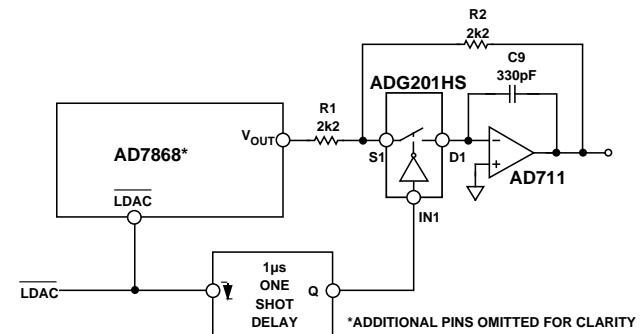 R2
2k2
C9
330pF
ADG201HS
R1
2k2
VOUT
S1
D1
−
+
AD7868*
AD711
LDAC
IN1
1µs
ONE
SHOT
DELAY
Q
LDAC
*ADDITIONAL PINS OMITTED FOR CLARITY